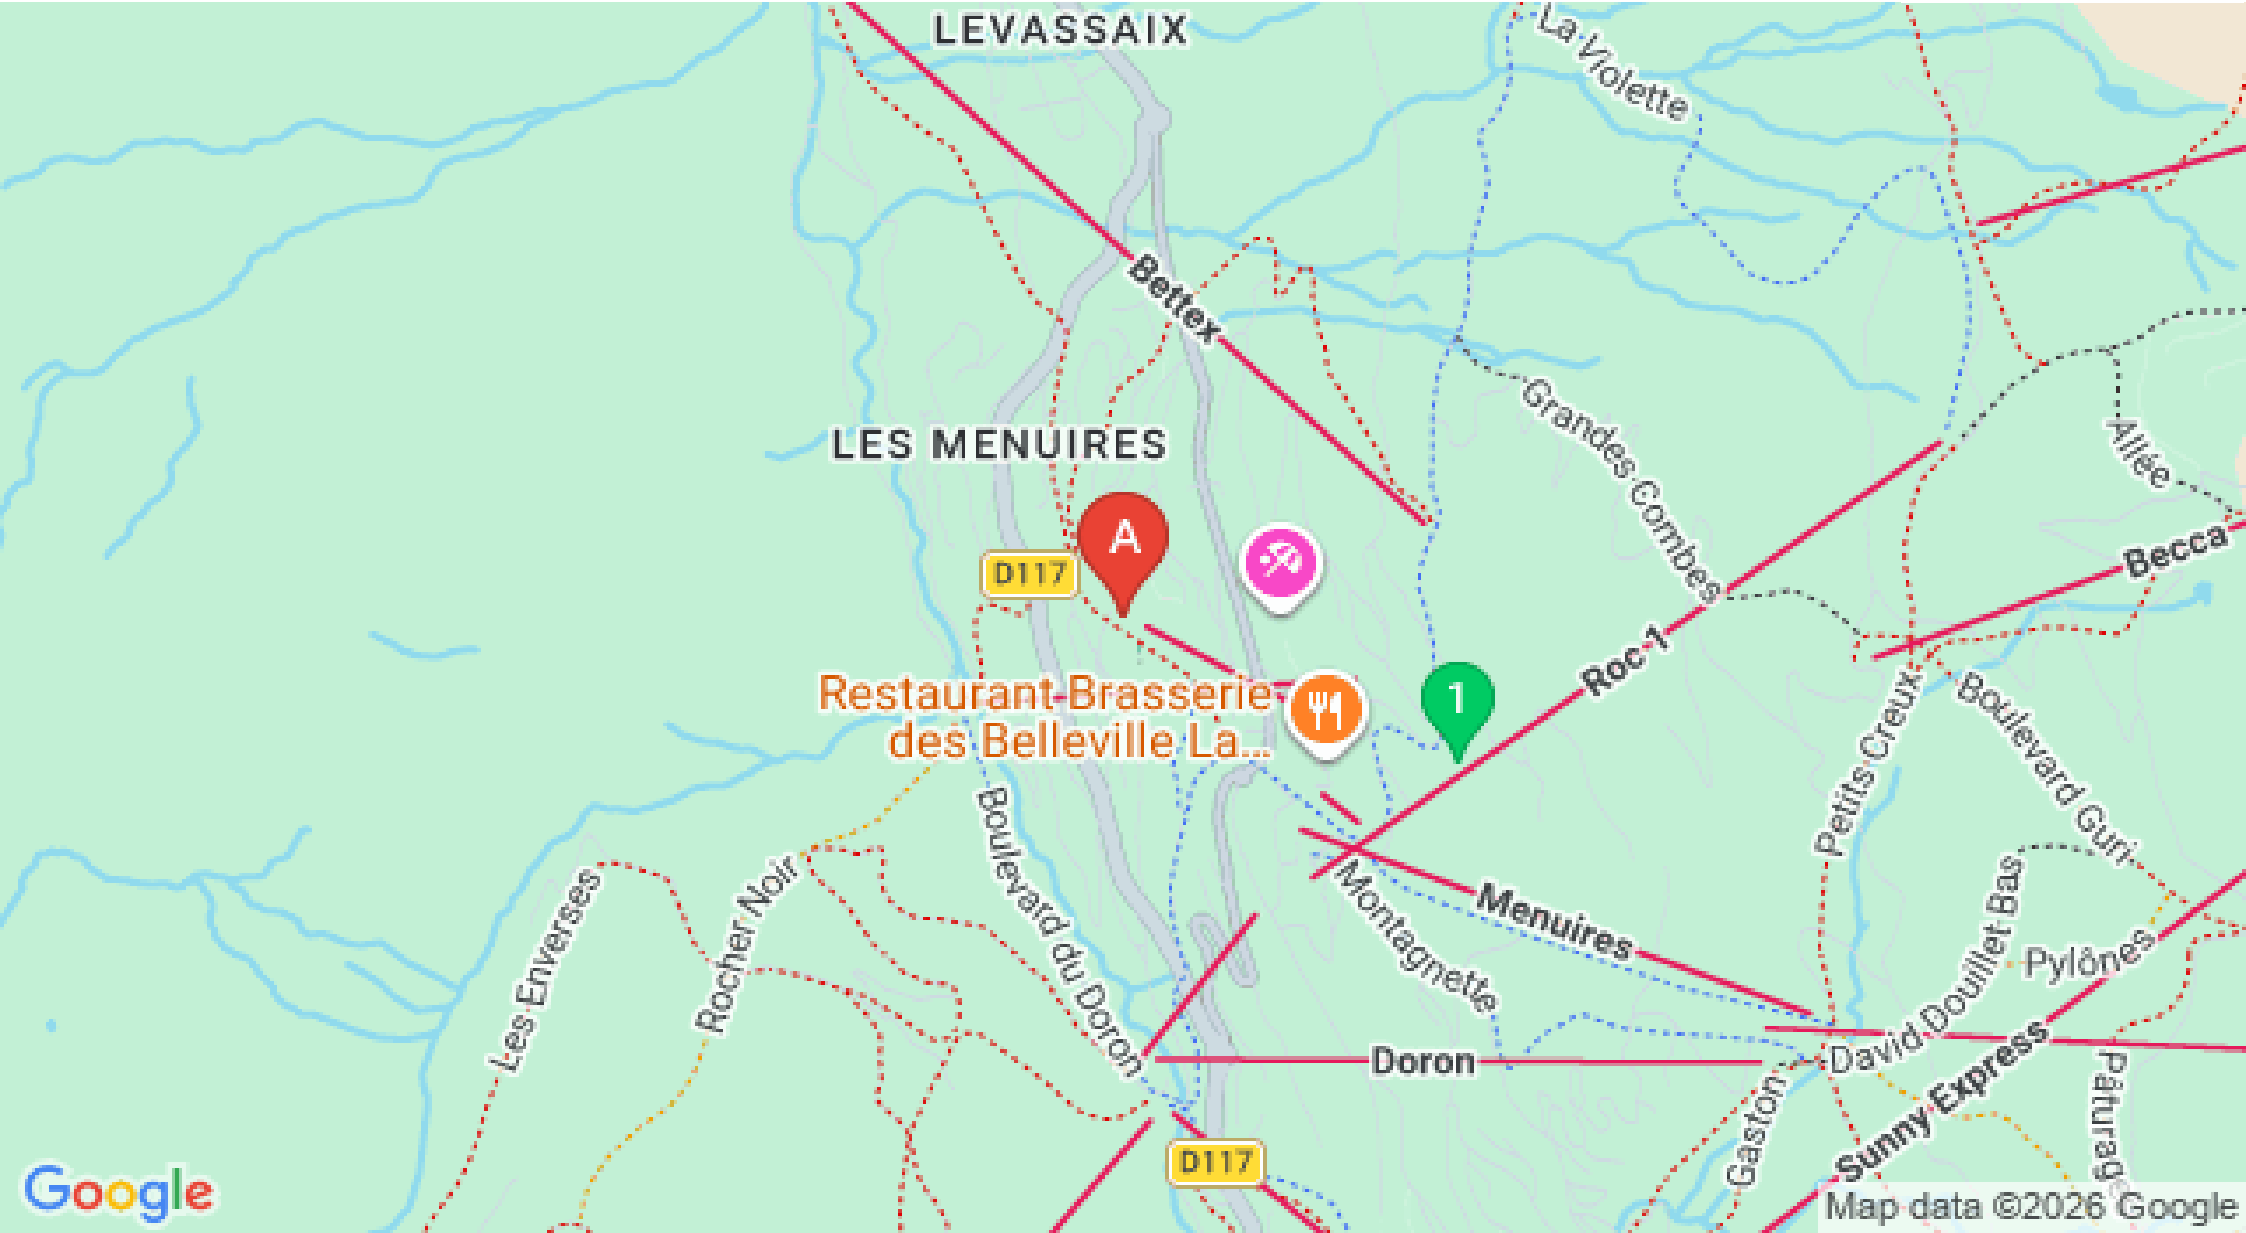 LEVASSAIX
La Violette
Bettex
Grandes Combes
Allée
LES MENUIRES
A
D117
Becca
Roc 1
1
Restaurant Brasserie
des Belleville La...
Petits Creux
Boulevard Guri
Boulevard du Doron
Les Enverses
Rocher Noir
Montagnette
Menuires
David Douillet Bas
Pylônes
Doron
Gaston
Sunny Express
Pâturage
D117
Google
Map data ©2026 Google